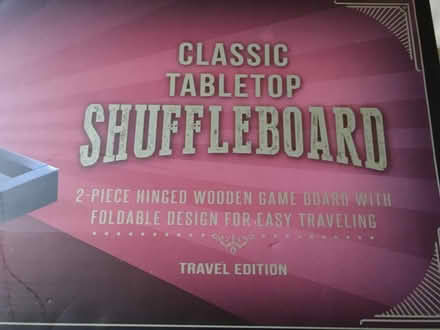 CLASSIC
TABLETOP
SHUFFLEBOARD
2-PIECE HINGED WOODEN GAME BOARD WITH
FOLDABLE DESIGN FOR EASY TRAVELING
TRAVEL EDITION